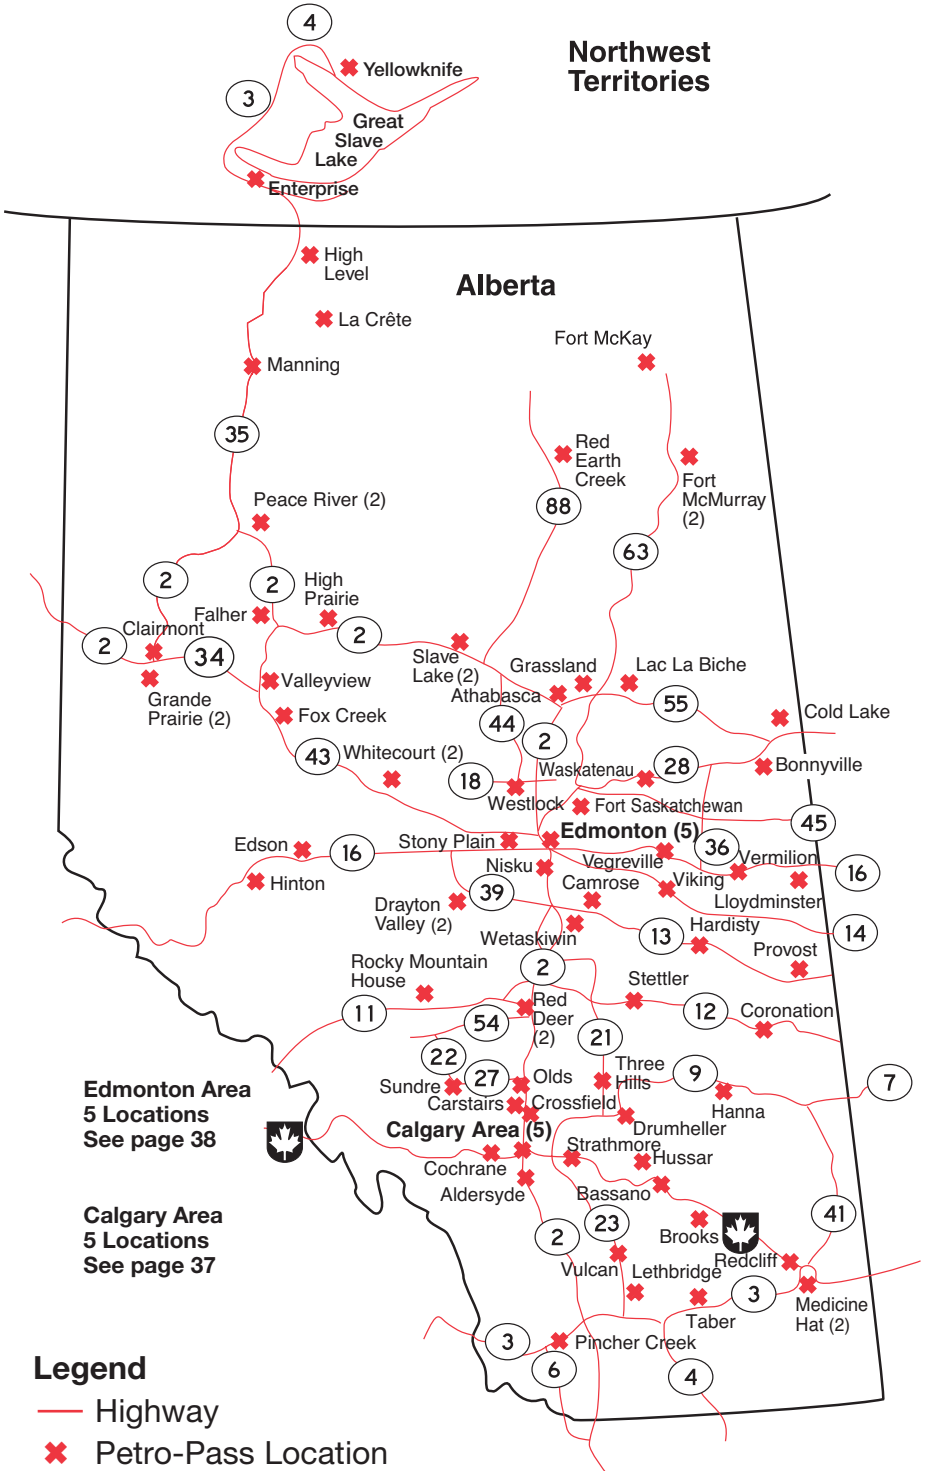 4
Northwest
Territories
Yellowknife
3
Great
Slave
Lake
Enterprise
High
Level
Alberta
La Crête
Fort McKay
Manning
35
Red
Earth
Creek
Fort
McMurray
(2)
Peace River (2)
88
63
2
2
High
Prairie
Falher
Clairmont
2
2
34
Slave
Lake (2)
Grassland
Lac La Biche
Valleyview
Athabasca
Grande
Prairie (2)
55
Fox Creek
44
Cold Lake
2
43
Whitecourt (2)
Waskatenau
28
Bonnyville
18
Westlock
Fort Saskatchewan
45
Edmonton (5)
Stony Plain
Edson
16
36
Vegreville
Vermilion
16
Nisku
Hinton
Camrose
Viking
39
Lloydminster
Drayton
Valley (2)
Hardisty
14
13
Wetaskiwin
Provost
Rocky Mountain
House
2
Stettler
Red
Deer
(2)
11
12
Coronation
54
21
22
Three
Hills
27
Olds
9
7
Sundre
Edmonton Area
5 Locations
See page 38
Carstairs
Crossfield
Hanna
Calgary Area (5)
Drumheller
Strathmore
Hussar
Cochrane
Aldersyde
Bassano
Calgary Area
5 Locations
See page 37
23
41
2
Brooks
Redcliff
Vulcan
Lethbridge
3
Medicine
Hat (2)
Taber
3
Pincher Creek
6
4
Legend
Highway
Petro-Pass Location